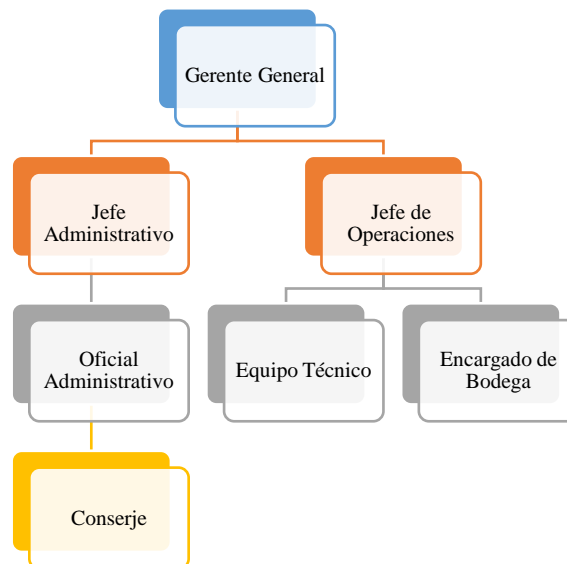 Gerente General
Jefe
Administrativo
Jefe de
Operaciones
Oficial
Administrativo
Equipo Técnico
Encargado de
Bodega
Conserje